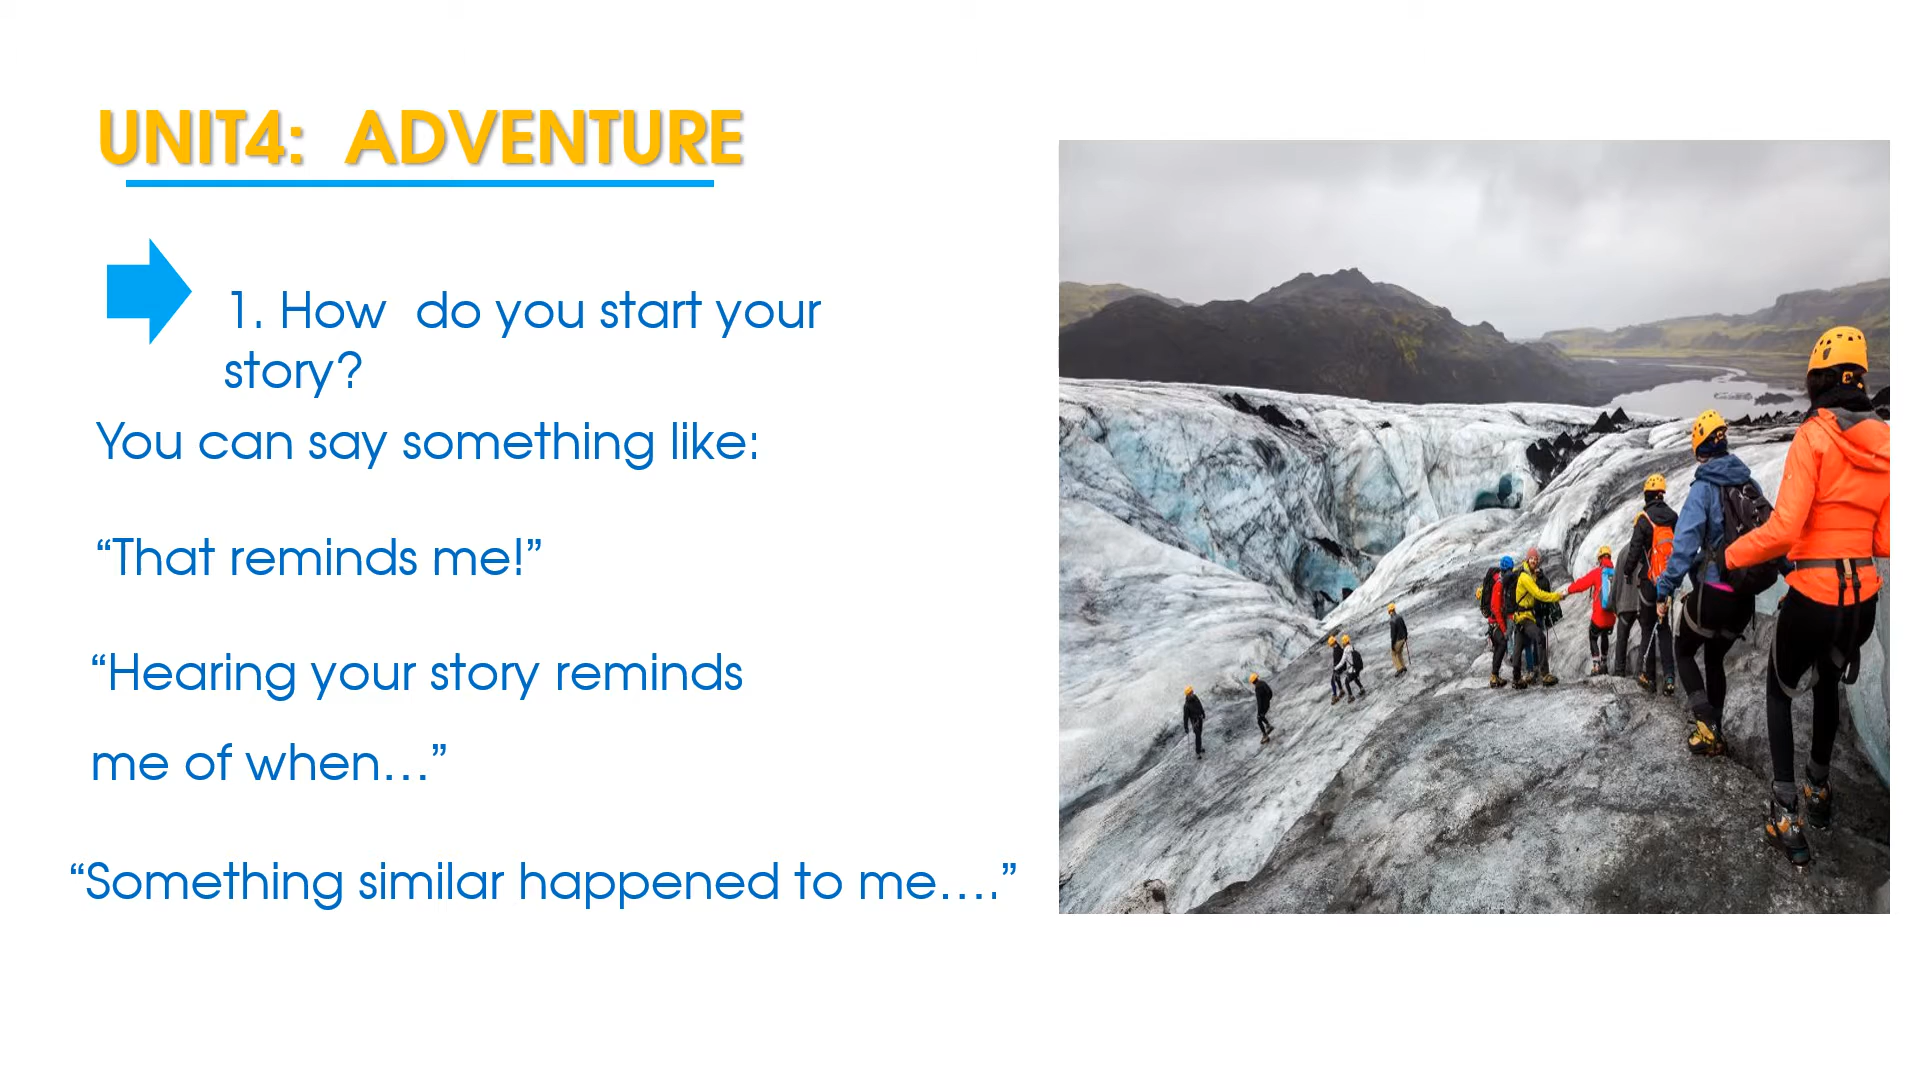 UNIT4:  ADVENTURE
1. How  do you start your
story?
You can say something like:
“That reminds me!”
“Hearing your story reminds
me of when…”
“Something similar happened to me….”